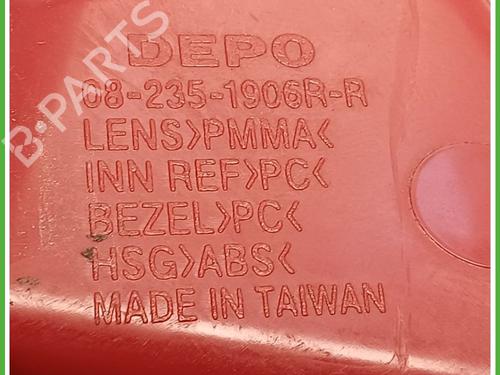 DEPO
08-235-1906R-R
LENS>PMMA<
INN REF>PC<
BEZEL>PC<
HSG>ABS<
MADE IN TAIWAN
B-PARTS